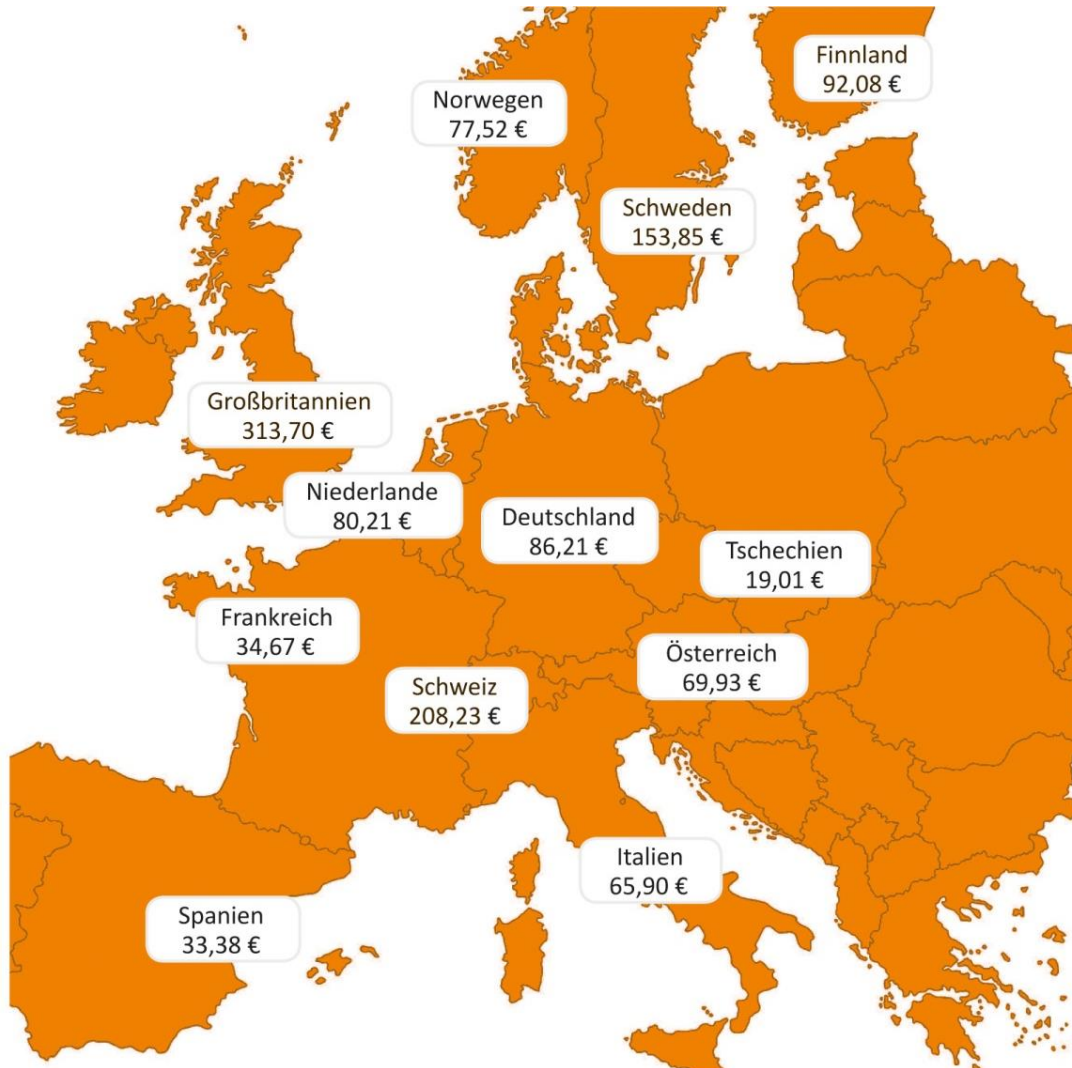 Finnland
92,08 €
Norwegen
77,52 €
Schweden
153,85 €
Großbritannien
313,70 €
Niederlande
80,21 €
Deutschland
86,21 €
Tschechien
19,01 €
Frankreich
34,67 €
Österreich
69,93 €
Schweiz
208,23 €
Italien
65,90 €
Spanien
33,38 €